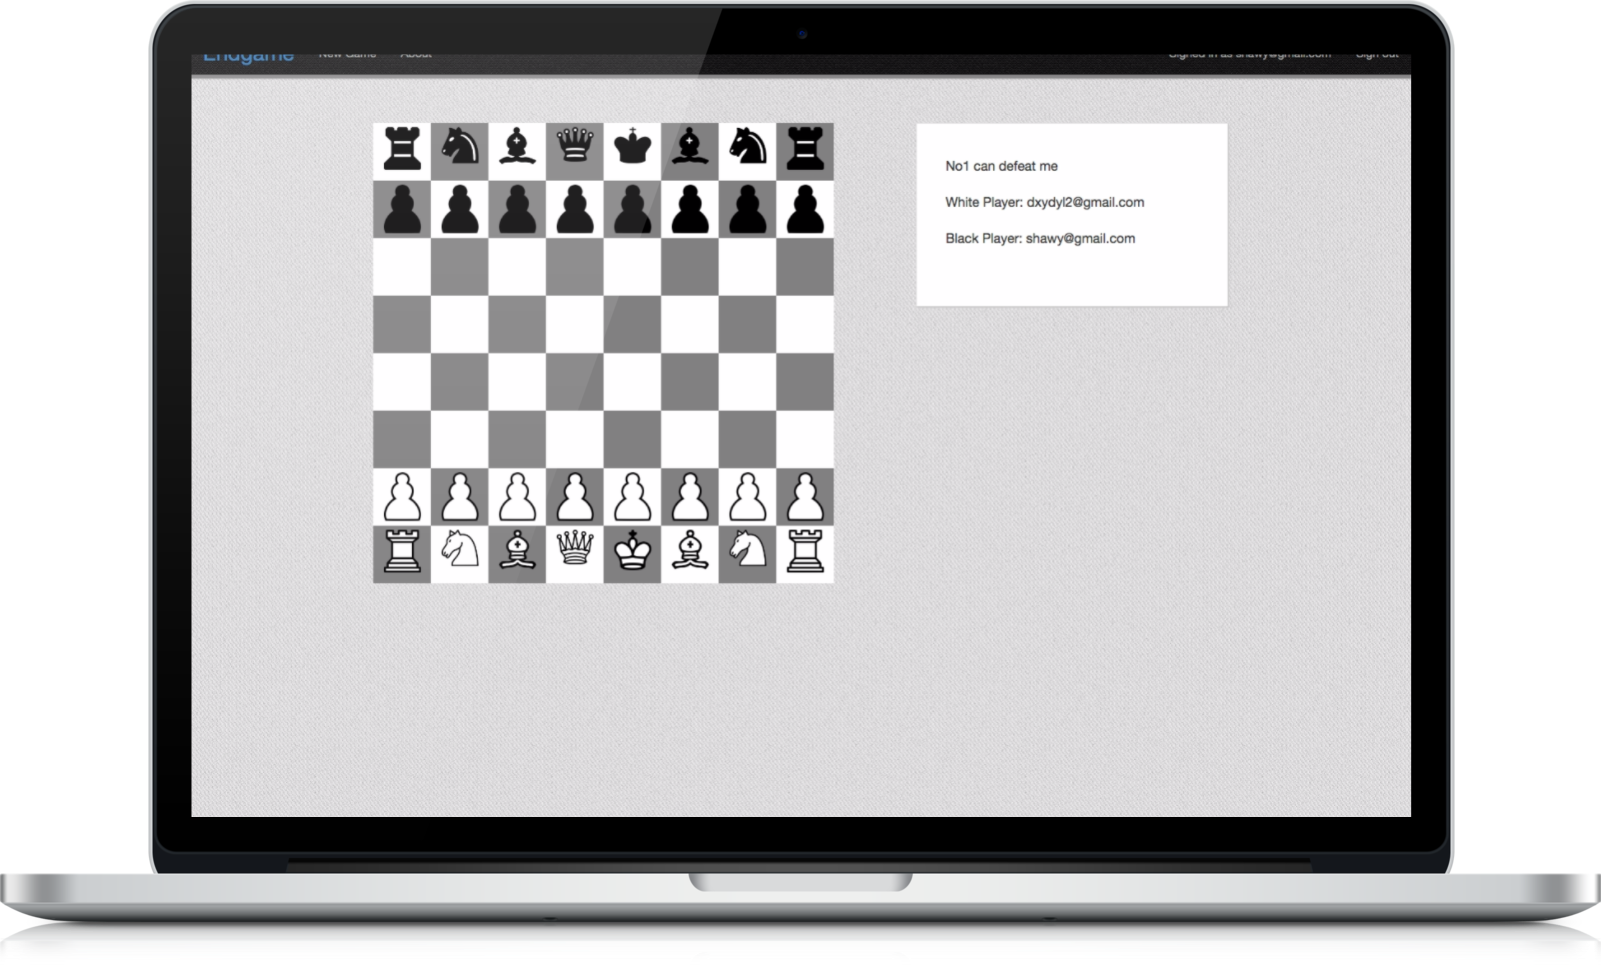 Endgame New Game About Signed in as shawy@gmail.com Sign out
No1 can defeat me
White Player: dxydyl2@gmail.com
Black Player: shawy@gmail.com